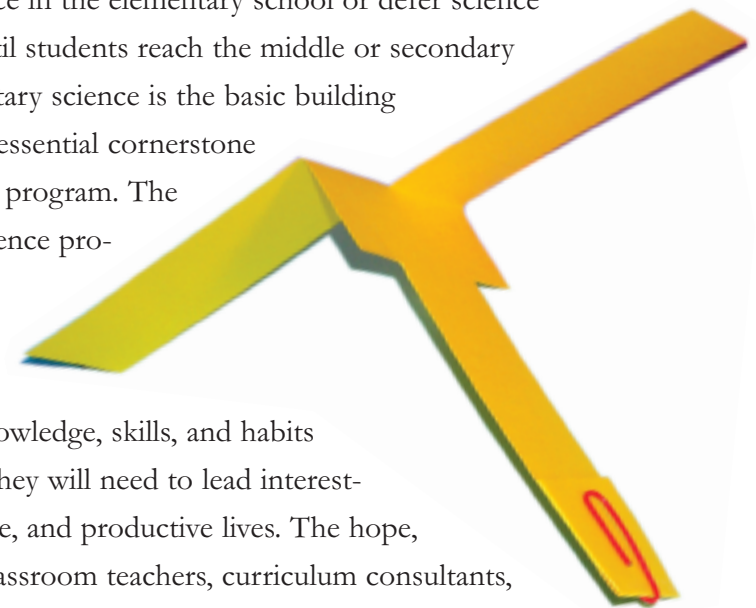 ce in the elementary school or defer science
til students reach the middle or secondary
tary science is the basic building
essential cornerstone
program. The
ence pro-
owledge, skills, and habits
hey will need to lead interest-
e, and productive lives. The hope,
assroom teachers, curriculum consultants,